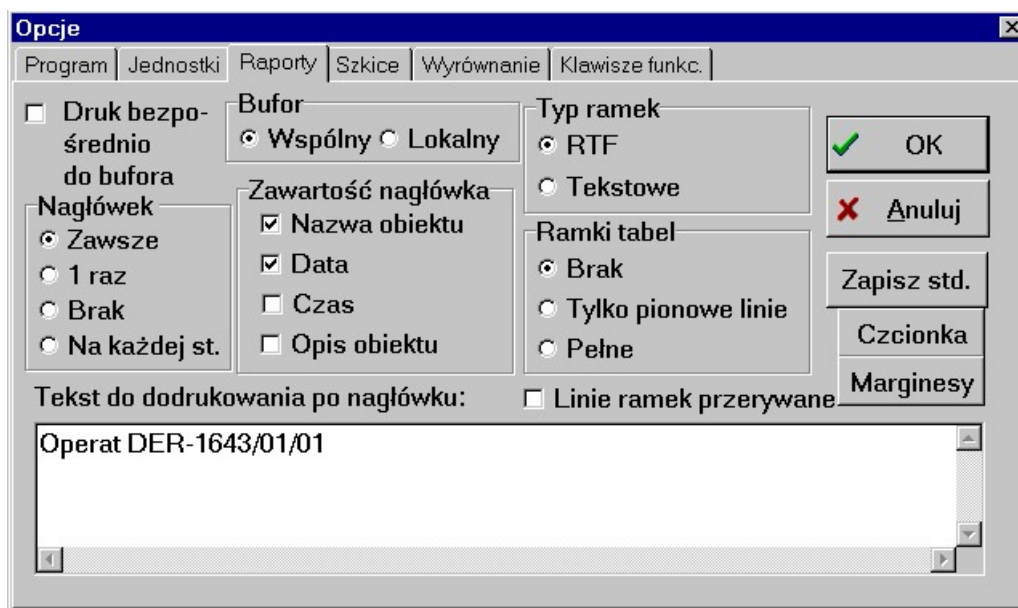 Opcje
Program Jednostki Raporty Szkice Wyrównanie Klawisze funkc.
Druk bezpo-
średnio
do bufora
Bufor
Wspólny Lokalny
Typ ramek
RTF
Tekstowe
OK
Anuluj
Nagłówek
Zawsze
1 raz
Brak
Na każdej st.
Zawartość nagłówka
Nazwa obiektu
Data
Czas
Opis obiektu
Ramki tabel
Brak
Tylko pionowe linie
Pełne
Zapisz std.
Czcionka
Marginesy
Tekst do dodrukowania po nagłówku:
Linie ramek przerywane
Operat DER-1643/01/01